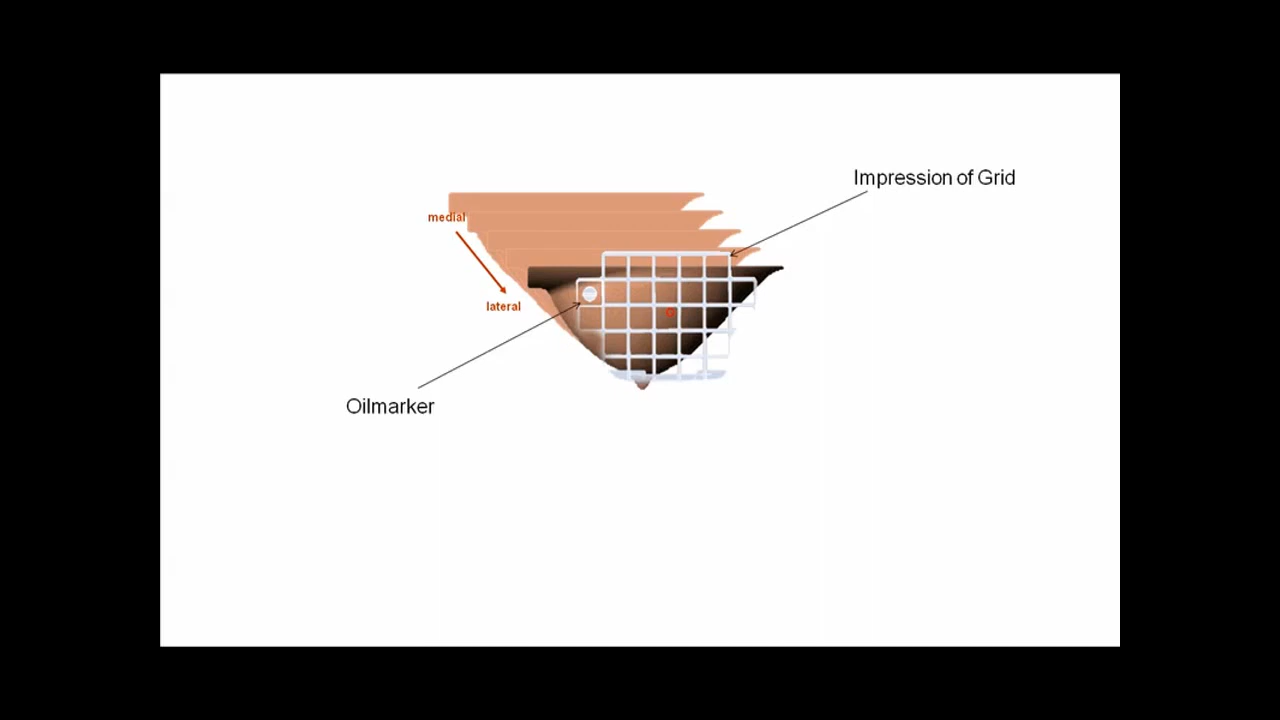 Impression of Grid
medial
lateral
Oilmarker